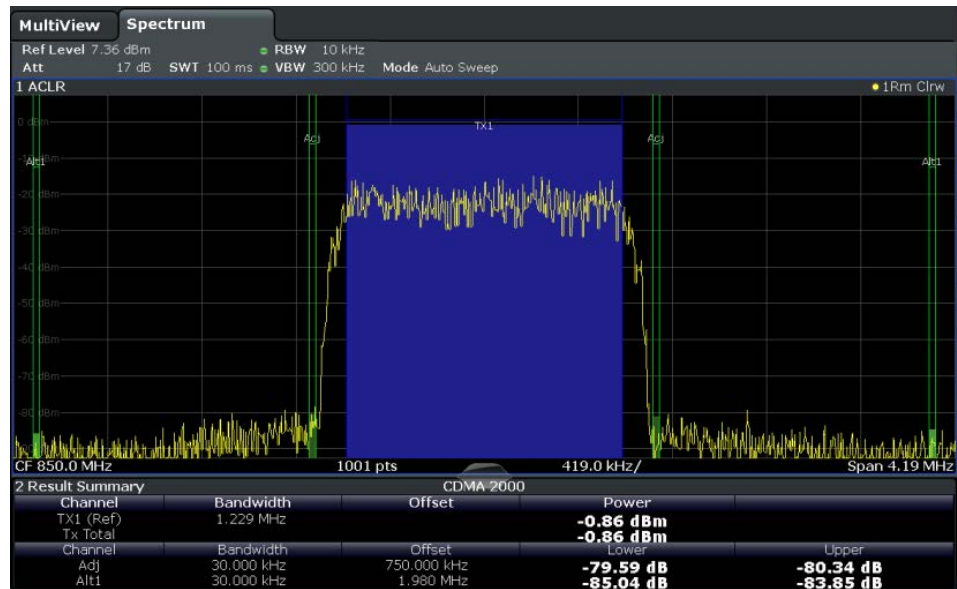 MultiView Spectrum
Ref Level 7.36 dBm RBW 10 kHz
Att 17 dB SWT 100 ms VBW 300 kHz Mode Auto Sweep
1 ACLR 1Rm Clrw
0 dBm
TX1
Adj Adj
Alt1 Alt1
-20 dBm
-30 dBm
-40 dBm
-50 dBm
-60 dBm
-70 dBm
-80 dBm
CF 850.0 MHz 1001 pts 419.0 kHz/ Span 4.19 MHz
2 Result Summary CDMA 2000
Channel Bandwidth Offset Power
TX1 (Ref) 1.229 MHz -0.86 dBm
Tx Total -0.86 dBm
Channel Bandwidth Offset Lower Upper
Adj 30.000 kHz 750.000 kHz -79.59 dB -80.34 dB
Alt1 30.000 kHz 1.980 MHz -85.04 dB -83.85 dB